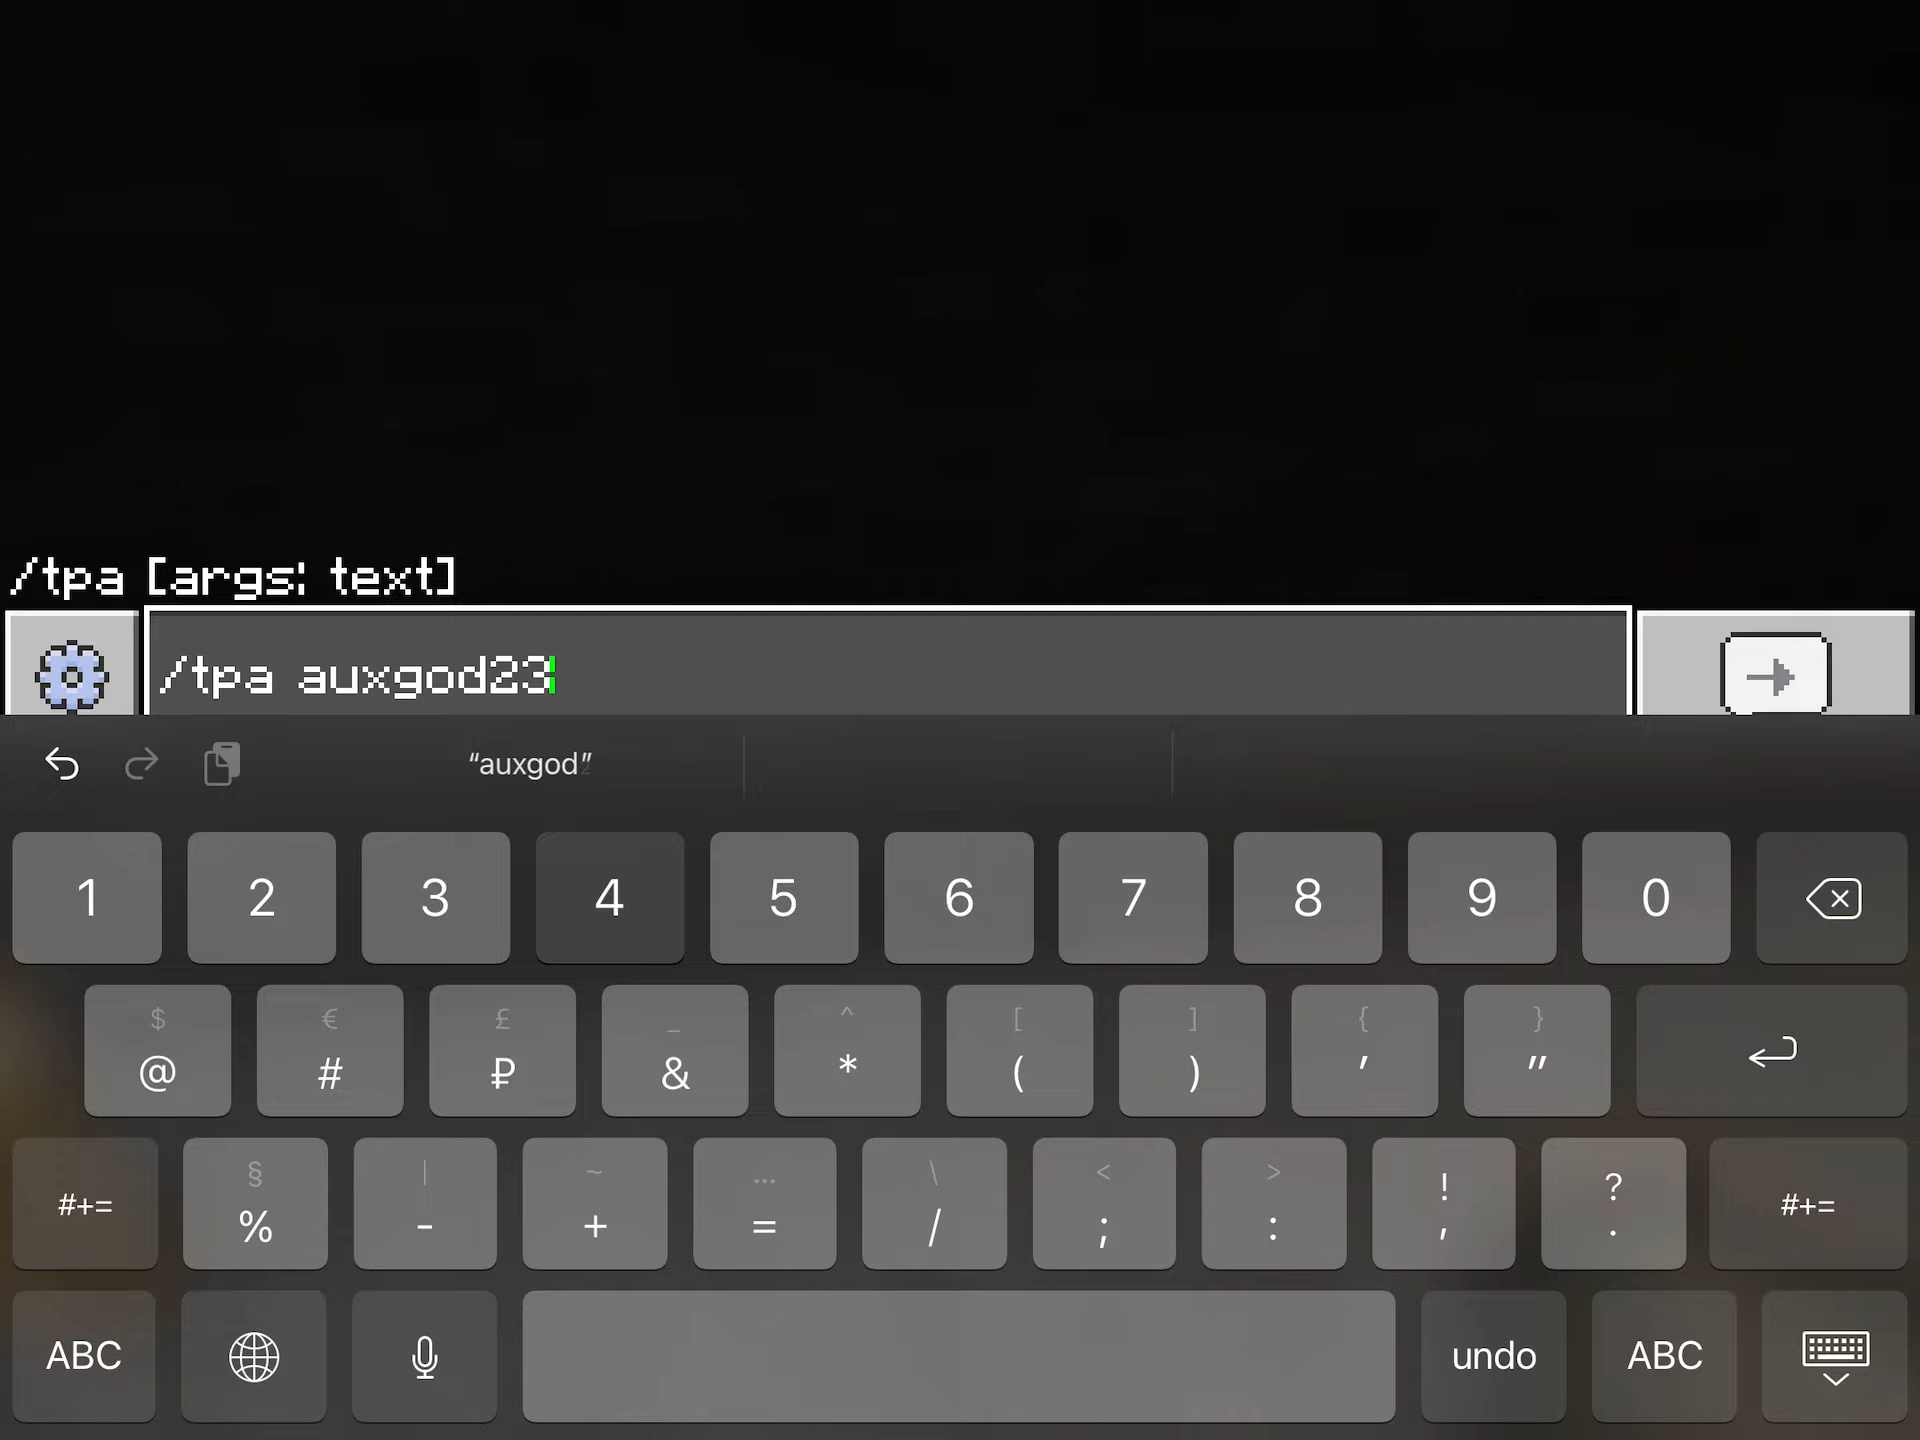 /tpa [args: text]
/tpa auxgod23
“auxgod”
1 2 3 4 5 6 7 8 9 0
$ € £ _ ^ [ ] { }
@ # ₽ & * ( ) ' "
§ | ~ … \ < > ! ?
#+= % - + = / ; : , . #+=
ABC undo ABC